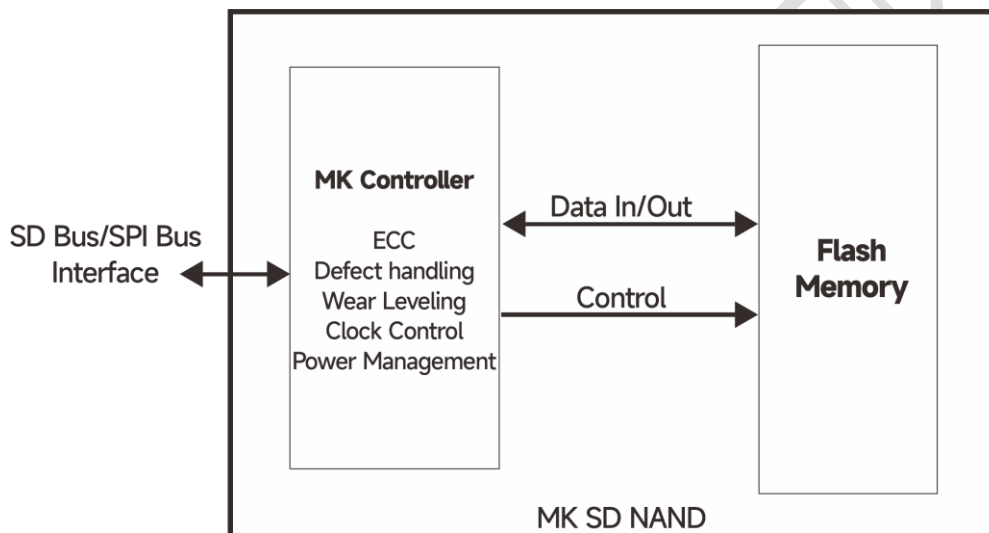 MK Controller
ECC
Defect handling
Wear Leveling
Clock Control
Power Management
SD Bus/SPI Bus
Interface
Data In/Out
Control
Flash
Memory
MK SD NAND